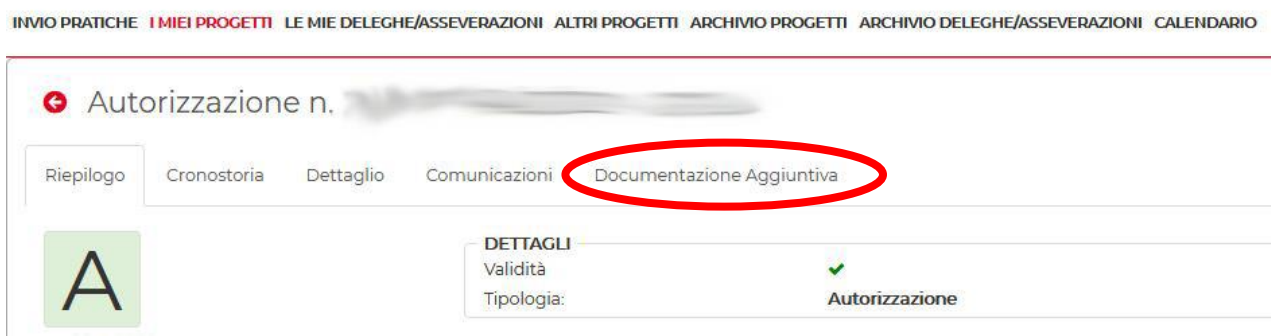 INVIO PRATICHE I MIEI PROGETTI LE MIE DELEGHE/ASSEVERAZIONI ALTRI PROGETTI ARCHIVIO PROGETTI ARCHIVIO DELEGHE/ASSEVERAZIONI CALENDARIO
Autorizzazione n.
Riepilogo Cronostoria Dettaglio Comunicazioni Documentazione Aggiuntiva
A
DETTAGLI
Validità
Tipologia: Autorizzazione